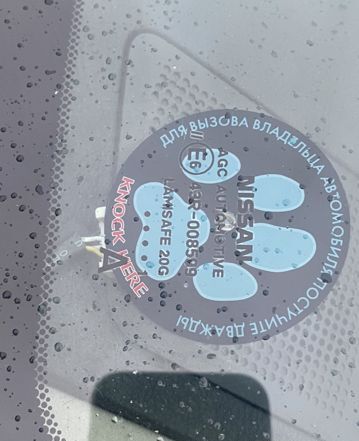 ДЛЯ ВЫЗОВА ВЛАДЕЛЬЦА АВТОМОБИЛЯ ПОСТУЧИТЕ ДВАЖДЫ
KNOCK HERE
NISSAN
AGC AUTOMOTIVE
E6 43R-008509
LAMSAFE 20G